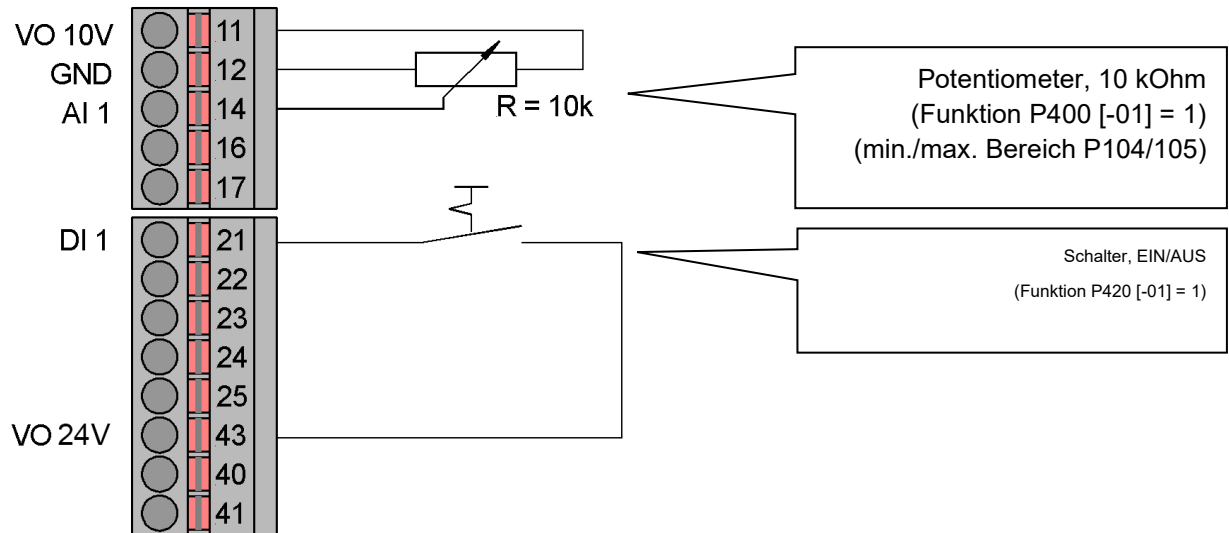 VO 10V
11
GND
12
AI 1
14
16
17
R = 10k
Potentiometer, 10 kOhm
(Funktion P400 [-01] = 1)
(min./max. Bereich P104/105)
DI 1
21
22
23
24
25
VO 24V
43
40
41
Schalter, EIN/AUS
(Funktion P420 [-01] = 1)